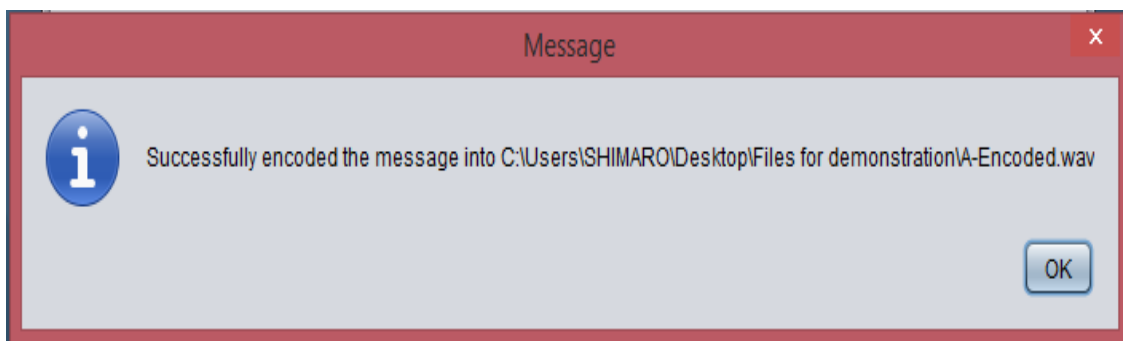 Message
X
Successfully encoded the message into C:\Users\SHIMARO\Desktop\Files for demonstration\A-Encoded.wav
OK